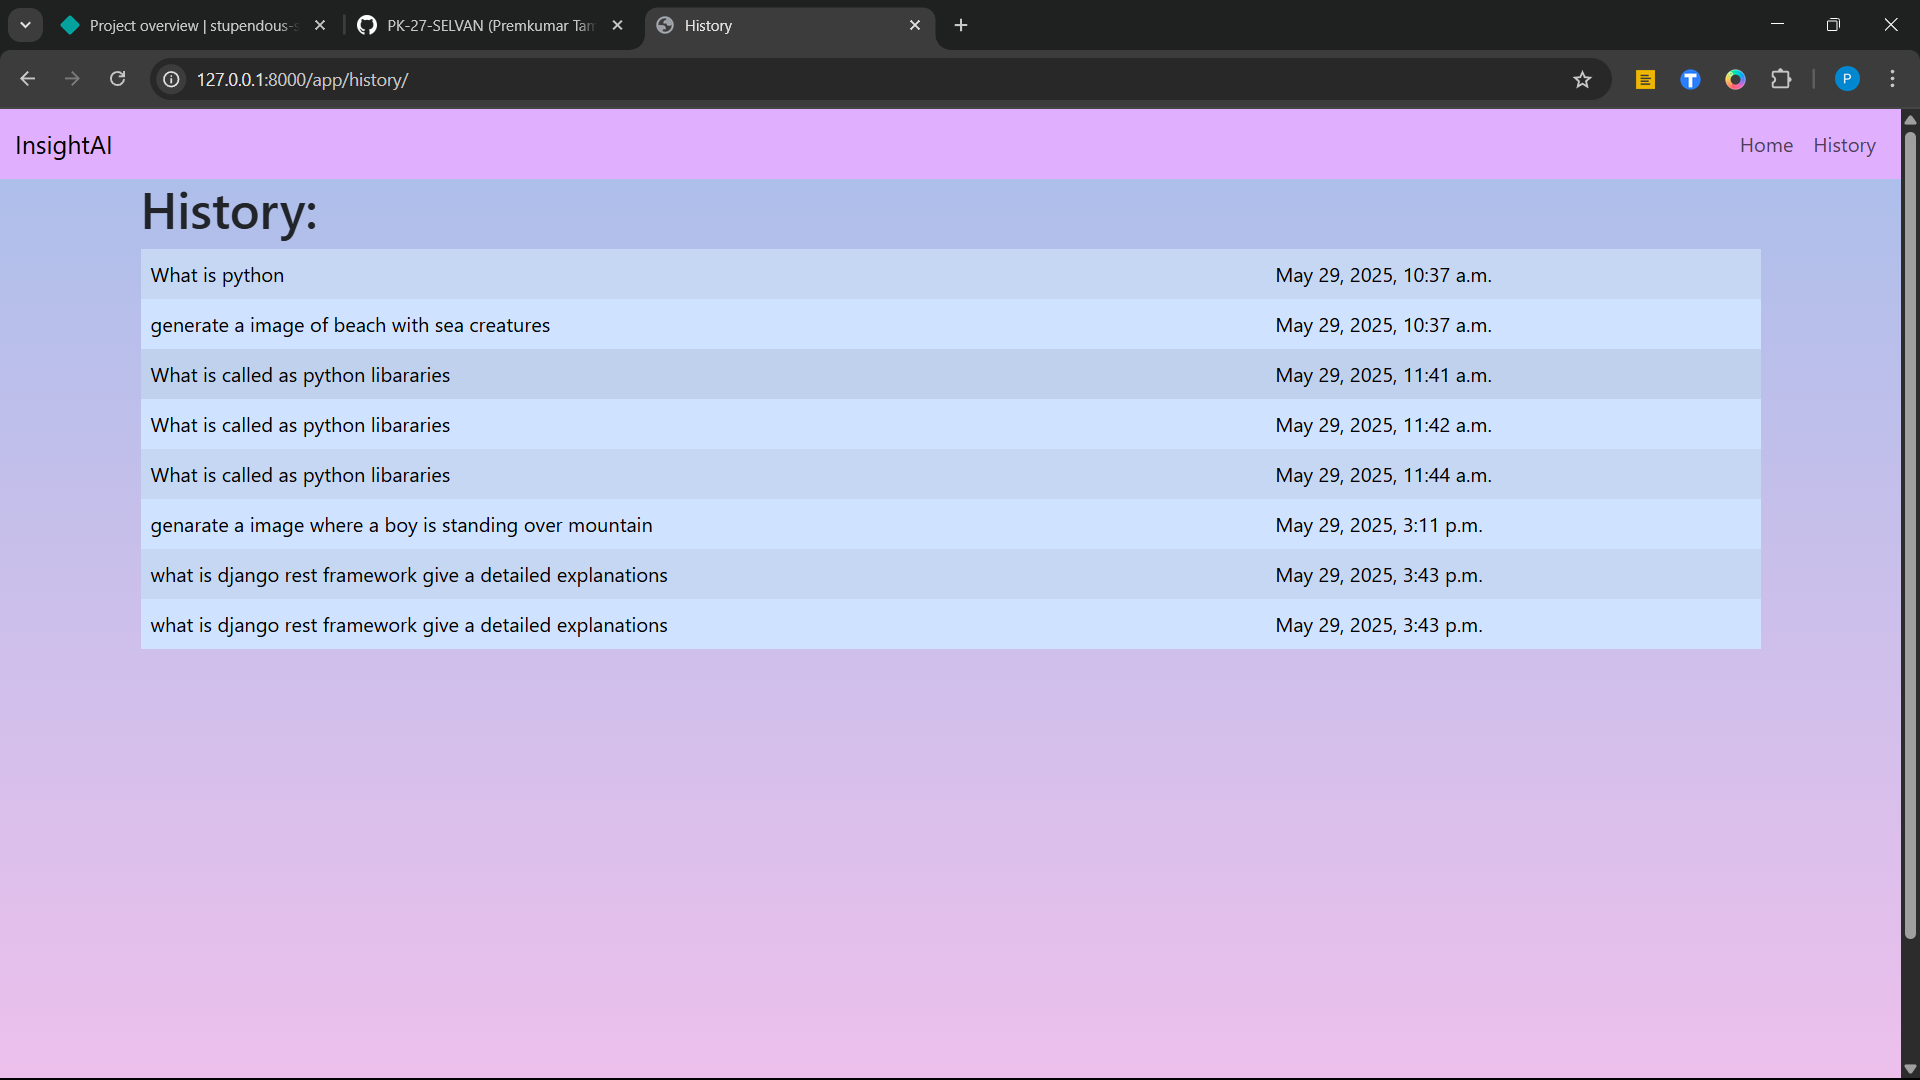 Project overview | stupendous-s
PK-27-SELVAN (Premkumar Tam
History
127.0.0.1:8000/app/history/
P
InsightAI
Home
History
History:
What is python
May 29, 2025, 10:37 a.m.
generate a image of beach with sea creatures
May 29, 2025, 10:37 a.m.
What is called as python libararies
May 29, 2025, 11:41 a.m.
What is called as python libararies
May 29, 2025, 11:42 a.m.
What is called as python libararies
May 29, 2025, 11:44 a.m.
genarate a image where a boy is standing over mountain
May 29, 2025, 3:11 p.m.
what is django rest framework give a detailed explanations
May 29, 2025, 3:43 p.m.
what is django rest framework give a detailed explanations
May 29, 2025, 3:43 p.m.